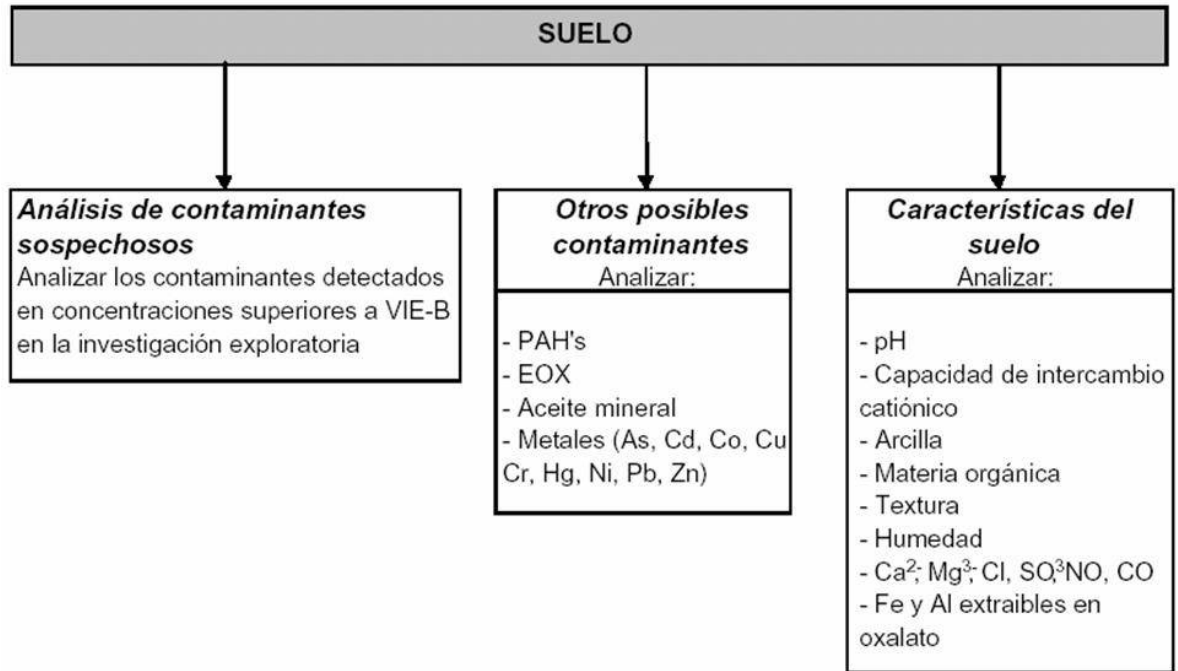 SUELO
Análisis de contaminantes
sospechosos
Analizar los contaminantes detectados
en concentraciones superiores a VIE-B
en la investigación exploratoria
Otros posibles
contaminantes
Analizar:
- PAH's
- EOX
- Aceite mineral
- Metales (As, Cd, Co, Cu
Cr, Hg, Ni, Pb, Zn)
Características del
suelo
Analizar:
- pH
- Capacidad de intercambio
catiónico
- Arcilla
- Materia orgánica
- Textura
- Humedad
- Ca²⁻, Mg³⁻, Cl, SO,³NO, CO
- Fe y Al extraibles en
oxalato